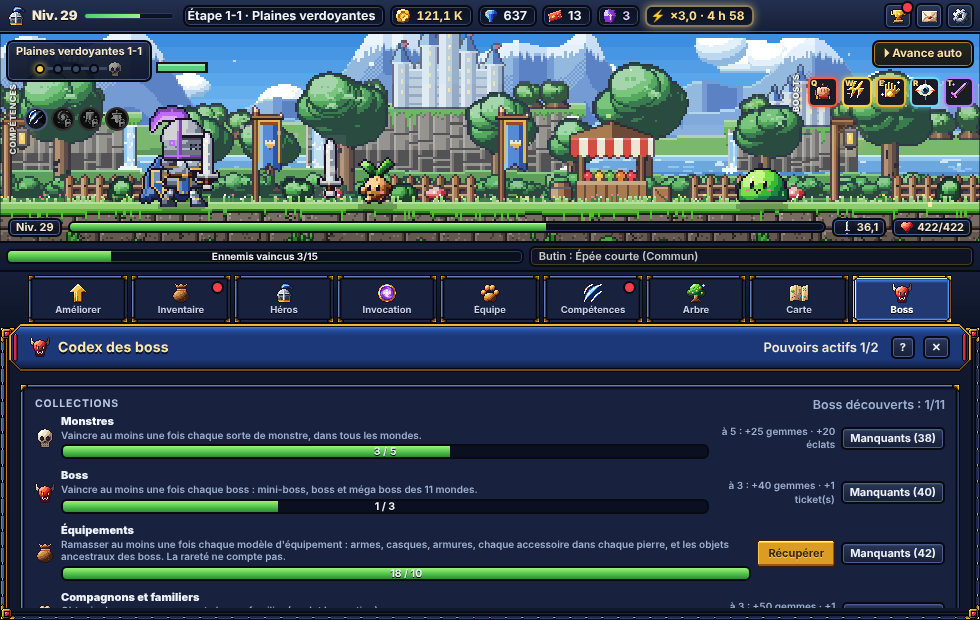 Niv. 29
Étape 1-1 · Plaines verdoyantes
121,1 K
637
13
3
×3,0 · 4 h 58
Plaines verdoyantes 1-1
Avance auto
COMPÉTENCES
BOOSTS
Niv. 29
36,1
422/422
Ennemis vaincus 3/15
Butin : Épée courte (Commun)
Améliorer
Inventaire
Héros
Invocation
Equipe
Compétences
Arbre
Carte
Boss
Codex des boss
Pouvoirs actifs 1/2
?
×
COLLECTIONS
Boss découverts : 1/11
Monstres
Vaincre au moins une fois chaque sorte de monstre, dans tous les mondes.
3 / 5
à 5 : +25 gemmes · +20
éclats
Manquants (38)
Boss
Vaincre au moins une fois chaque boss : mini-boss, boss et méga boss des 11 mondes.
1 / 3
à 3 : +40 gemmes · +1
ticket(s)
Manquants (40)
Équipements
Ramasser au moins une fois chaque modèle d'équipement : armes, casques, armures, chaque accessoire dans chaque pierre, et les objets
ancestraux des boss. La rareté ne compte pas.
18 / 10
Récupérer
Manquants (42)
Compagnons et familiers
à 3 : +50 gemmes · +1